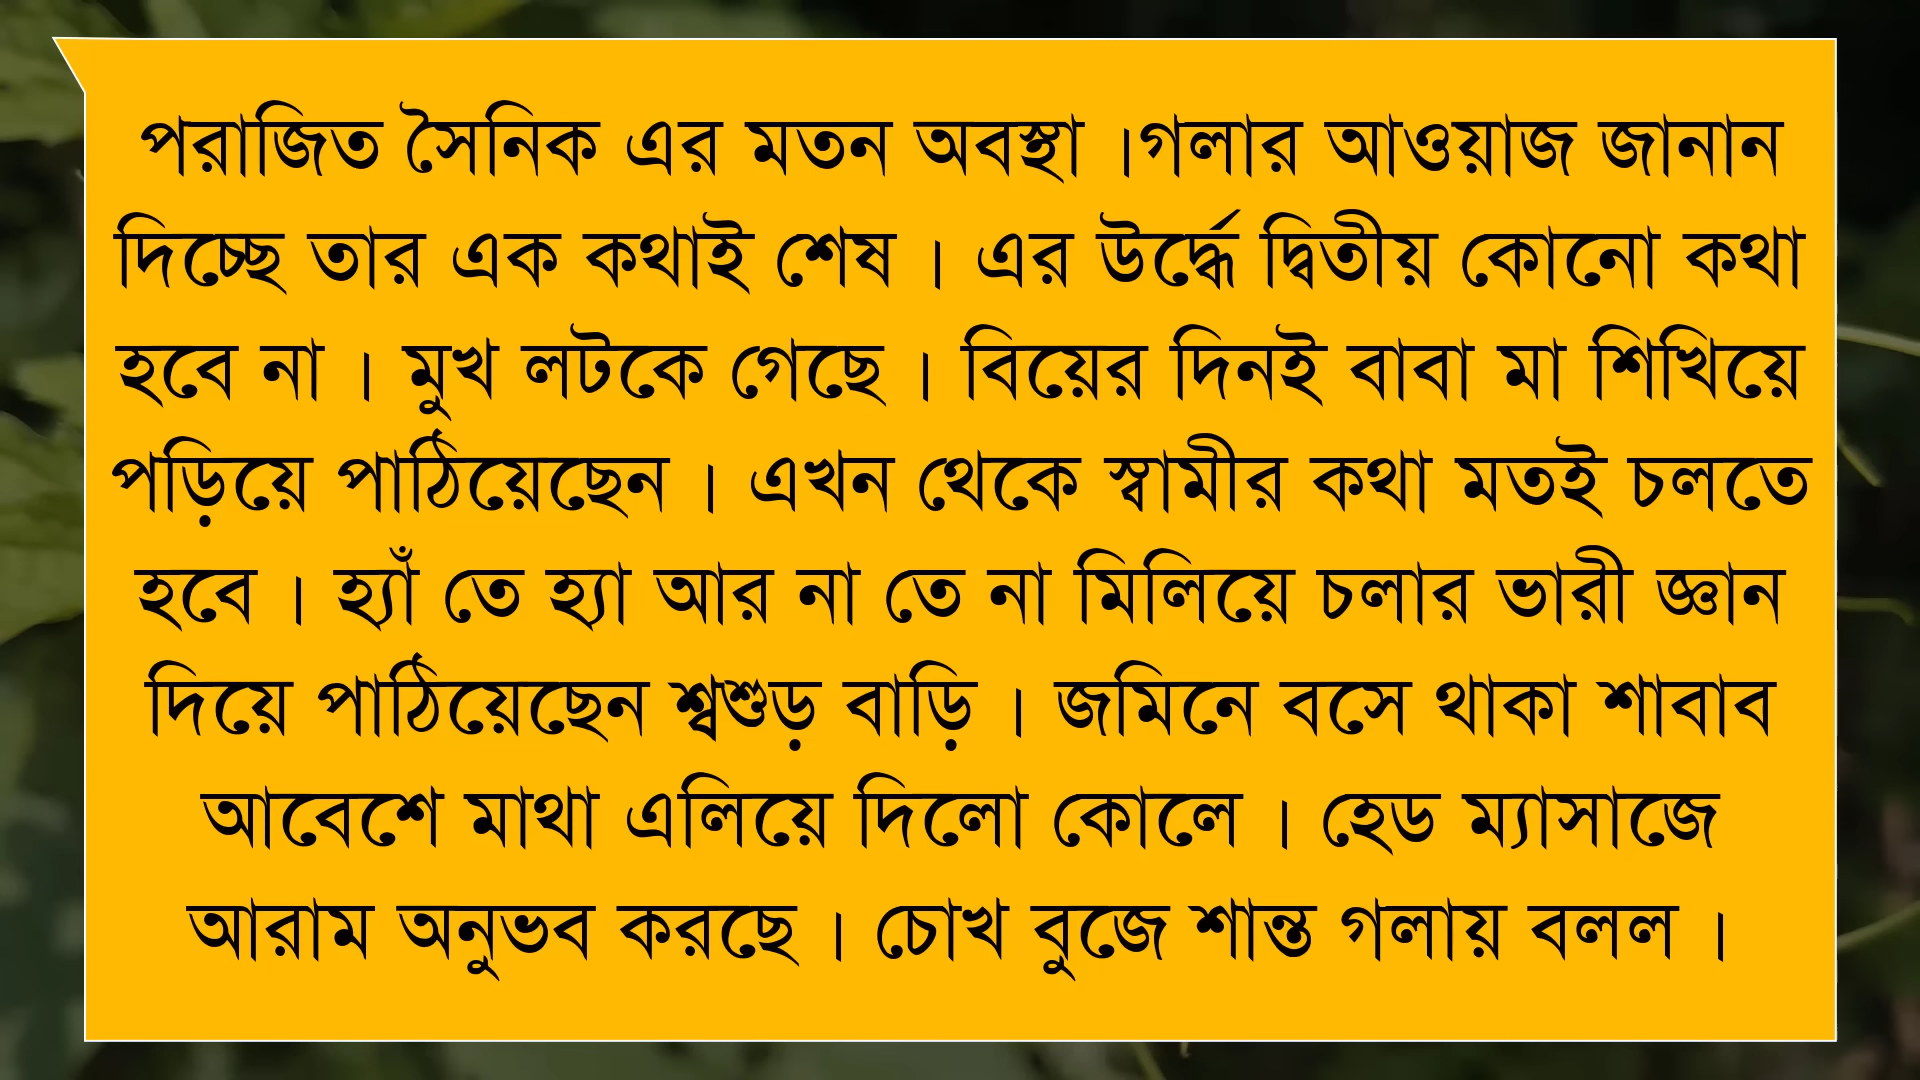 পরাজিত সৈনিক এর মতন অবস্থা ।গলার আওয়াজ জানান
দিচ্ছে তার এক কথাই শেষ । এর উর্দ্ধে দ্বিতীয় কোনো কথা
হবে না । মুখ লটকে গেছে । বিয়ের দিনই বাবা মা শিখিয়ে
পড়িয়ে পাঠিয়েছেন । এখন থেকে স্বামীর কথা মতই চলতে
হবে । হ্যাঁ তে হ্যা আর না তে না মিলিয়ে চলার ভারী জ্ঞান
দিয়ে পাঠিয়েছেন শ্বশুড় বাড়ি । জমিনে বসে থাকা শাবাব
আবেশে মাথা এলিয়ে দিলো কোলে । হেড ম্যাসাজে
আরাম অনুভব করছে । চোখ বুজে শান্ত গলায় বলল ।